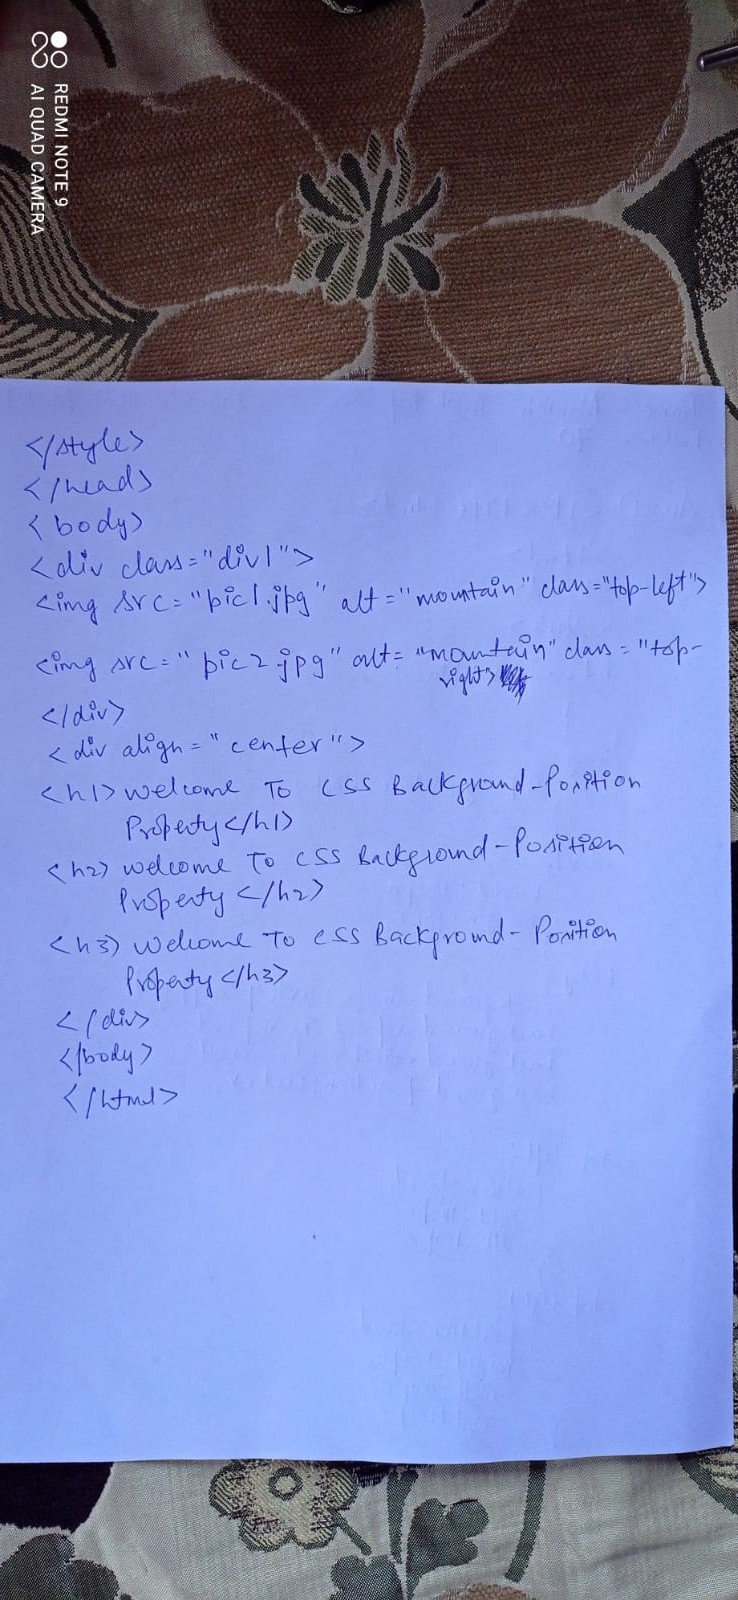 REDMI NOTE 9
AI QUAD CAMERA
</style>
</head>
<body>
<div class="div1">
<img src="pic1.jpg" alt="mountain" class="top-left">
<img src="pic2.jpg" alt="mountain" class="top-
right">
</div>
<div align="center">
<h1>Welcome To CSS Background-Position
Property</h1>
<h2> Welcome To CSS Background-Position
Property </h2>
<h3> Welcome To CSS Background-Position
Property </h3>
</div>
</body>
</html>